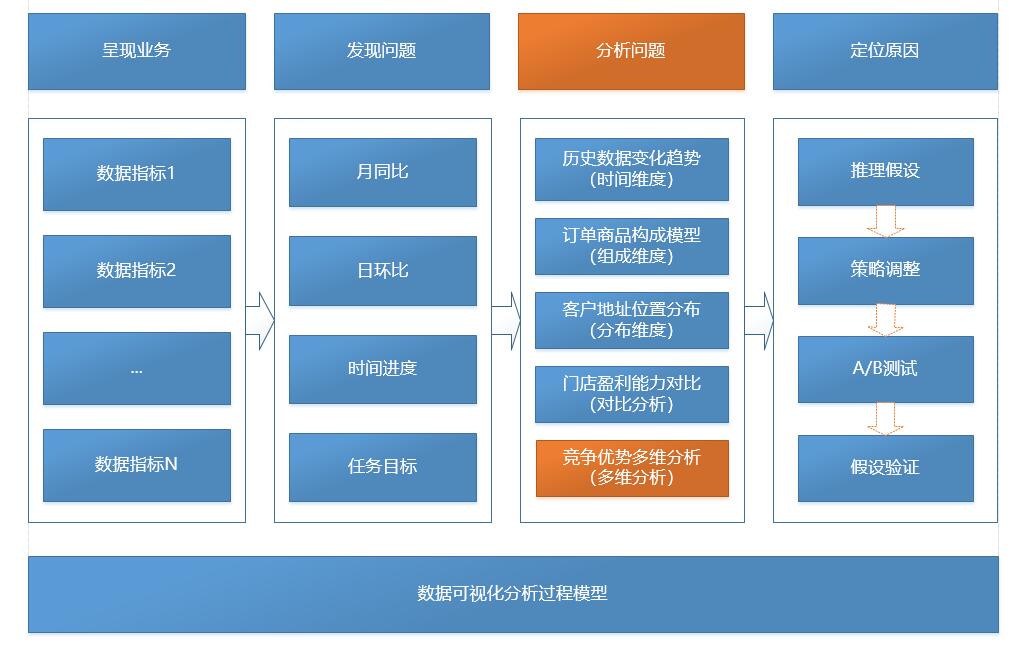 呈现业务
发现问题
分析问题
定位原因
数据指标1
数据指标2
...
数据指标N
月同比
日环比
时间进度
任务目标
历史数据变化趋势
（时间维度）
订单商品构成模型
（组成维度）
客户地址位置分布
（分布维度）
门店盈利能力对比
（对比分析）
竞争优势多维分析
（多维分析）
推理假设
策略调整
A/B测试
假设验证
数据可视化分析过程模型